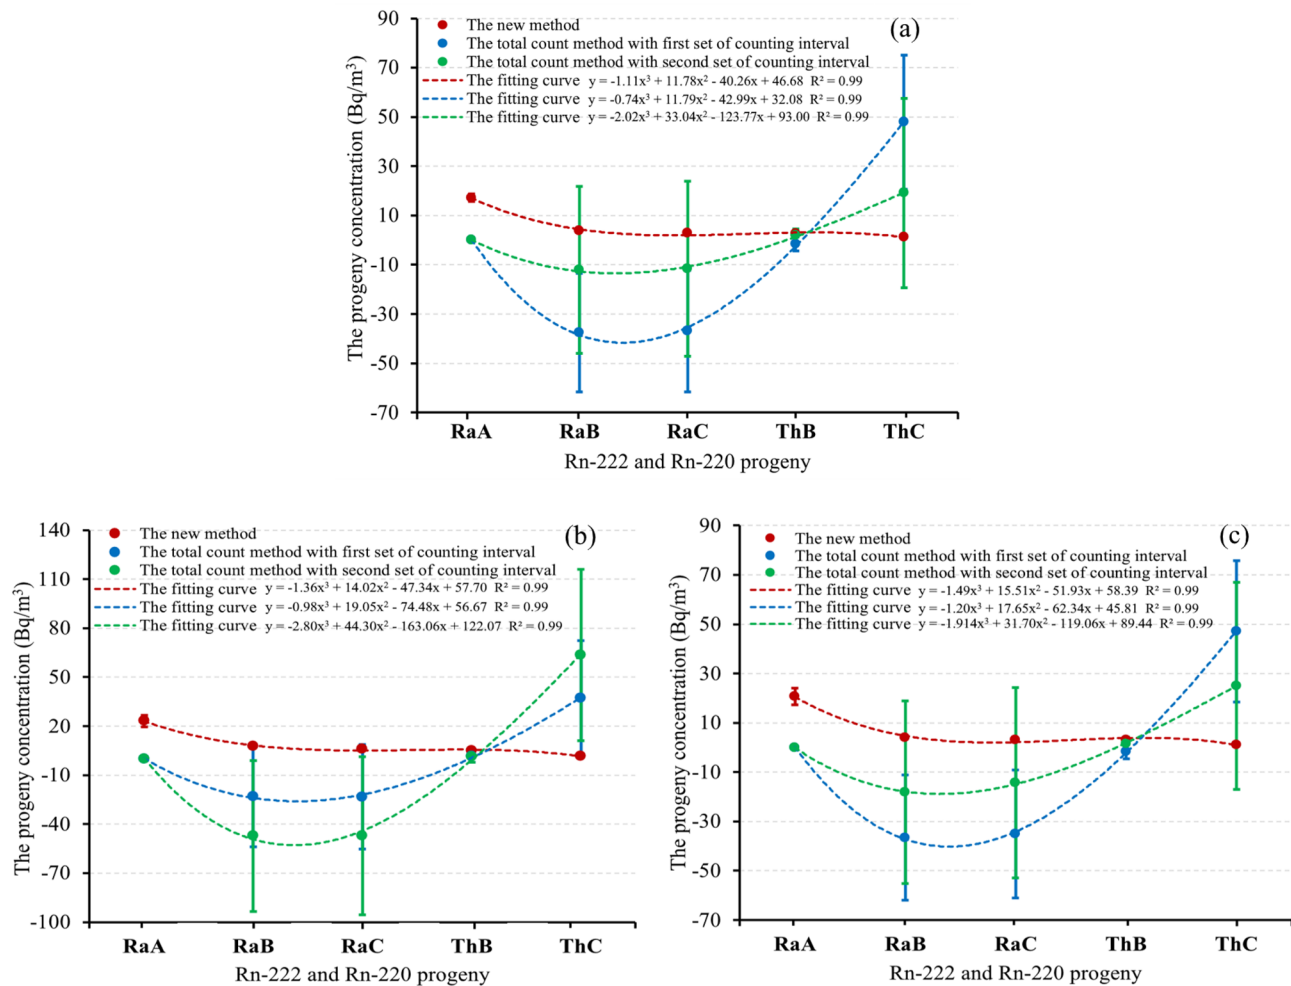 (a)
The new method
The total count method with first set of counting interval
The total count method with second set of counting interval
The fitting curve y = -1.11x³ + 11.78x² - 40.26x + 46.68 R² = 0.99
The fitting curve y = -0.74x³ + 11.79x² - 42.99x + 32.08 R² = 0.99
The fitting curve y = -2.02x³ + 33.04x² - 123.77x + 93.00 R² = 0.99
The progeny concentration (Bq/m³)
90
70
50
30
10
-10
-30
-50
-70
RaA RaB RaC ThB ThC
Rn-222 and Rn-220 progeny
(b)
The new method
The total count method with first set of counting interval
The total count method with second set of counting interval
The fitting curve y = -1.36x³ + 14.02x² - 47.34x + 57.70 R² = 0.99
The fitting curve y = -0.98x³ + 19.05x² - 74.48x + 56.67 R² = 0.99
The fitting curve y = -2.80x³ + 44.30x² - 163.06x + 122.07 R² = 0.99
The progeny concentration (Bq/m³)
140
110
80
50
20
-10
-40
-70
-100
RaA RaB RaC ThB ThC
Rn-222 and Rn-220 progeny
(c)
The new method
The total count method with first set of counting interval
The total count method with second set of counting interval
The fitting curve y = -1.49x³ + 15.51x² - 51.93x + 58.39 R² = 0.99
The fitting curve y = -1.20x³ + 17.65x² - 62.34x + 45.81 R² = 0.99
The fitting curve y = -1.914x³ + 31.70x² - 119.06x + 89.44 R² = 0.99
The progeny concentration (Bq/m³)
90
70
50
30
10
-10
-30
-50
-70
RaA RaB RaC ThB ThC
Rn-222 and Rn-220 progeny